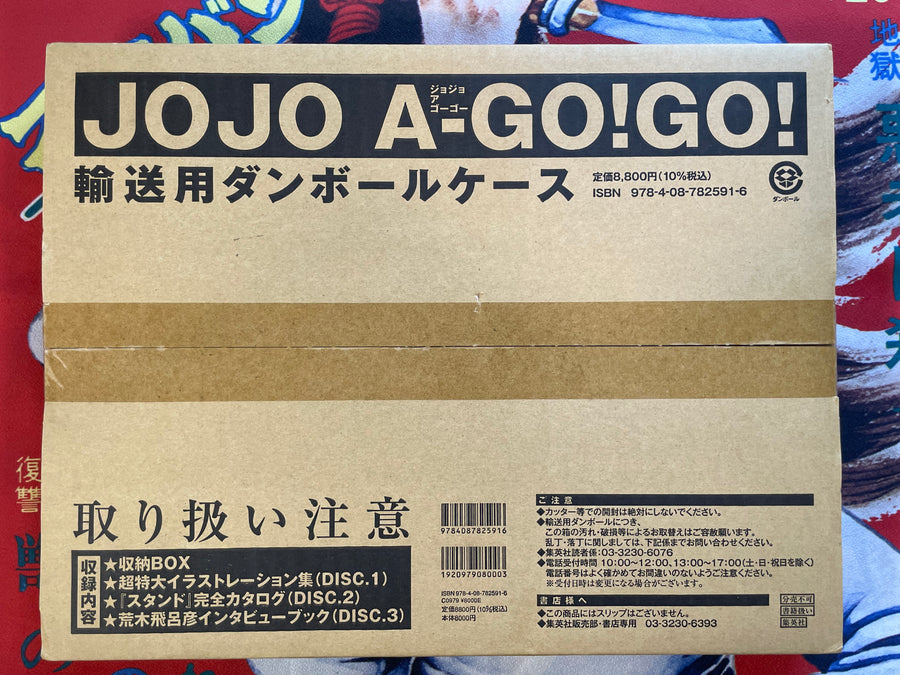 JOJO A-GO!GO!
ジョジョ
ア
ゴーゴー
輸送用ダンボールケース
定価8,800円(10%税込)
ISBN 978-4-08-782591-6
ダンボール
取り扱い注意
収録内容
★収納BOX
★超特大イラストレーション集(DISC.1)
★『スタンド』完全カタログ(DISC.2)
★荒木飛呂彦インタビューブック(DISC.3)
9784087825916
1920979080003
ISBN978-4-08-782591-6
C0979 ¥8000E
定価8800円(10%税込)
本体8000円
ご注意
◆カッター等での開封は絶対にしないでください。
◆輸送用ダンボールにつき、
この箱の汚れ・破損等によるお取替えはご容赦願います。
乱丁・落丁に関しましては、下記係までお問い合わせください。
◆集英社読者係:03-3230-6076
◆電話受付時間 10:00〜12:00、13:00〜17:00(土・日・祝日を除く)
電話番号はよく確かめてお間違いのないようご注意ください。
※受付日時は変更になる場合がございます。
書店様へ
◆この商品にはスリップはございません。
◆集英社販売部・書店専用 03-3230-6393
分売不可
書籍扱い
集英社
地獄
復讐